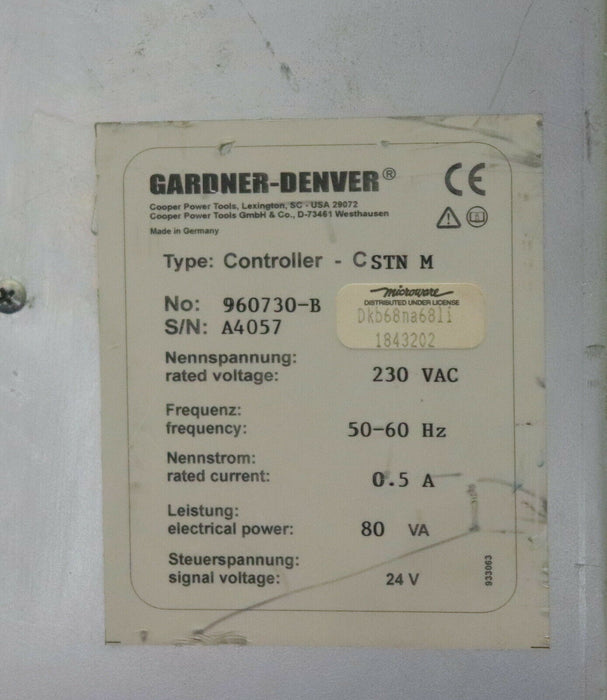 GARDNER-DENVER®
CE
Cooper Power Tools, Lexington, SC - USA 29072
Cooper Power Tools GmbH & Co., D-73461 Westhausen
Made in Germany
Type: Controller - CSTN M
No: 960730-B
S/N: A4057
microware
DISTRIBUTED UNDER LICENSE
Dkb68na68li
1843202
Nennspannung:
rated voltage: 230 VAC
Frequenz:
frequency: 50-60 Hz
Nennstrom:
rated current: 0.5 A
Leistung:
electrical power: 80 VA
Steuerspannung:
signal voltage: 24 V
933063